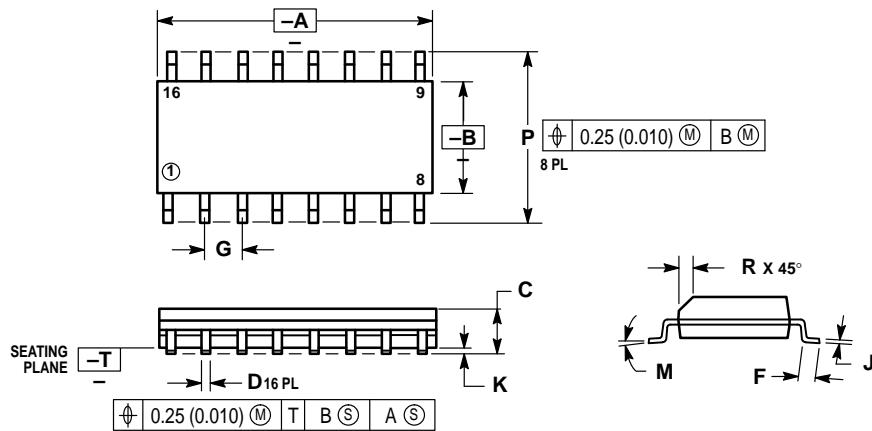 –A
–
16 9
–B
–
P
⌖ 0.25 (0.010) Ⓜ B Ⓜ
8 PL
① 8
G
C
R X 45°
SEATING
PLANE
–T
–
D 16 PL
K
M
F
J
⌖ 0.25 (0.010) Ⓜ T B Ⓢ A Ⓢ